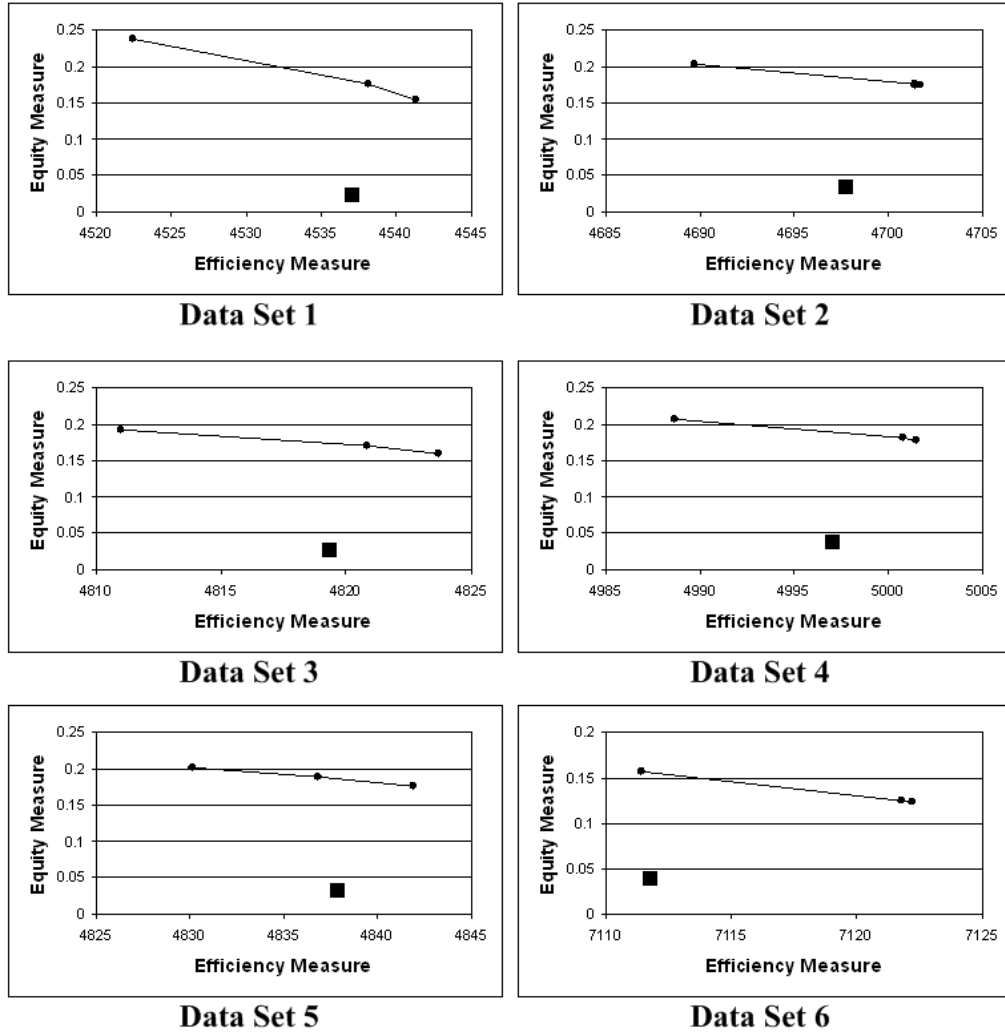 0.25
0.2
0.15
0.1
0.05
0
Equity Measure
4520 4525 4530 4535 4540 4545
Efficiency Measure
Data Set 1
0.25
0.2
0.15
0.1
0.05
0
Equity Measure
4685 4690 4695 4700 4705
Efficiency Measure
Data Set 2
0.25
0.2
0.15
0.1
0.05
0
Equity Measure
4810 4815 4820 4825
Efficiency Measure
Data Set 3
0.25
0.2
0.15
0.1
0.05
0
Equity Measure
4985 4990 4995 5000 5005
Efficiency Measure
Data Set 4
0.25
0.2
0.15
0.1
0.05
0
Equity Measure
4825 4830 4835 4840 4845
Efficiency Measure
Data Set 5
0.2
0.15
0.1
0.05
0
Equity Measure
7110 7115 7120 7125
Efficiency Measure
Data Set 6